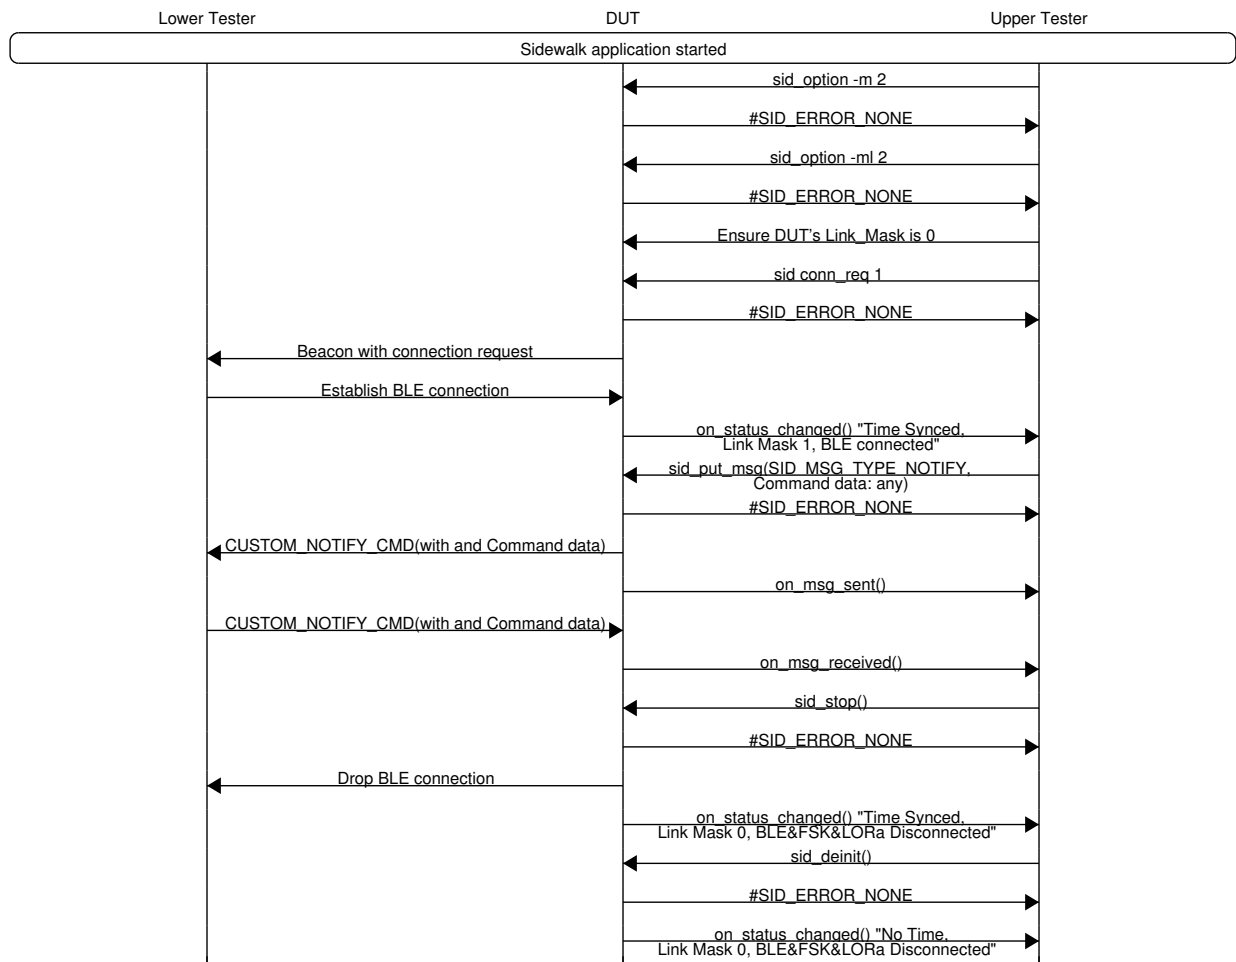 Lower Tester DUT Upper Tester
Sidewalk application started
sid_option -m 2
#SID_ERROR_NONE
sid_option -ml 2
#SID_ERROR_NONE
Ensure DUT's Link_Mask is 0
sid conn_req 1
#SID_ERROR_NONE
Beacon with connection request
Establish BLE connection
on_status_changed() "Time Synced,
Link Mask 1, BLE connected"
sid_put_msg(SID_MSG_TYPE_NOTIFY,
Command data: any)
#SID_ERROR_NONE
CUSTOM_NOTIFY_CMD(with and Command data)
on_msg_sent()
CUSTOM_NOTIFY_CMD(with and Command data)
on_msg_received()
sid_stop()
#SID_ERROR_NONE
Drop BLE connection
on_status_changed() "Time Synced,
Link Mask 0, BLE&FSK&LORa Disconnected"
sid_deinit()
#SID_ERROR_NONE
on_status_changed() "No Time,
Link Mask 0, BLE&FSK&LORa Disconnected"